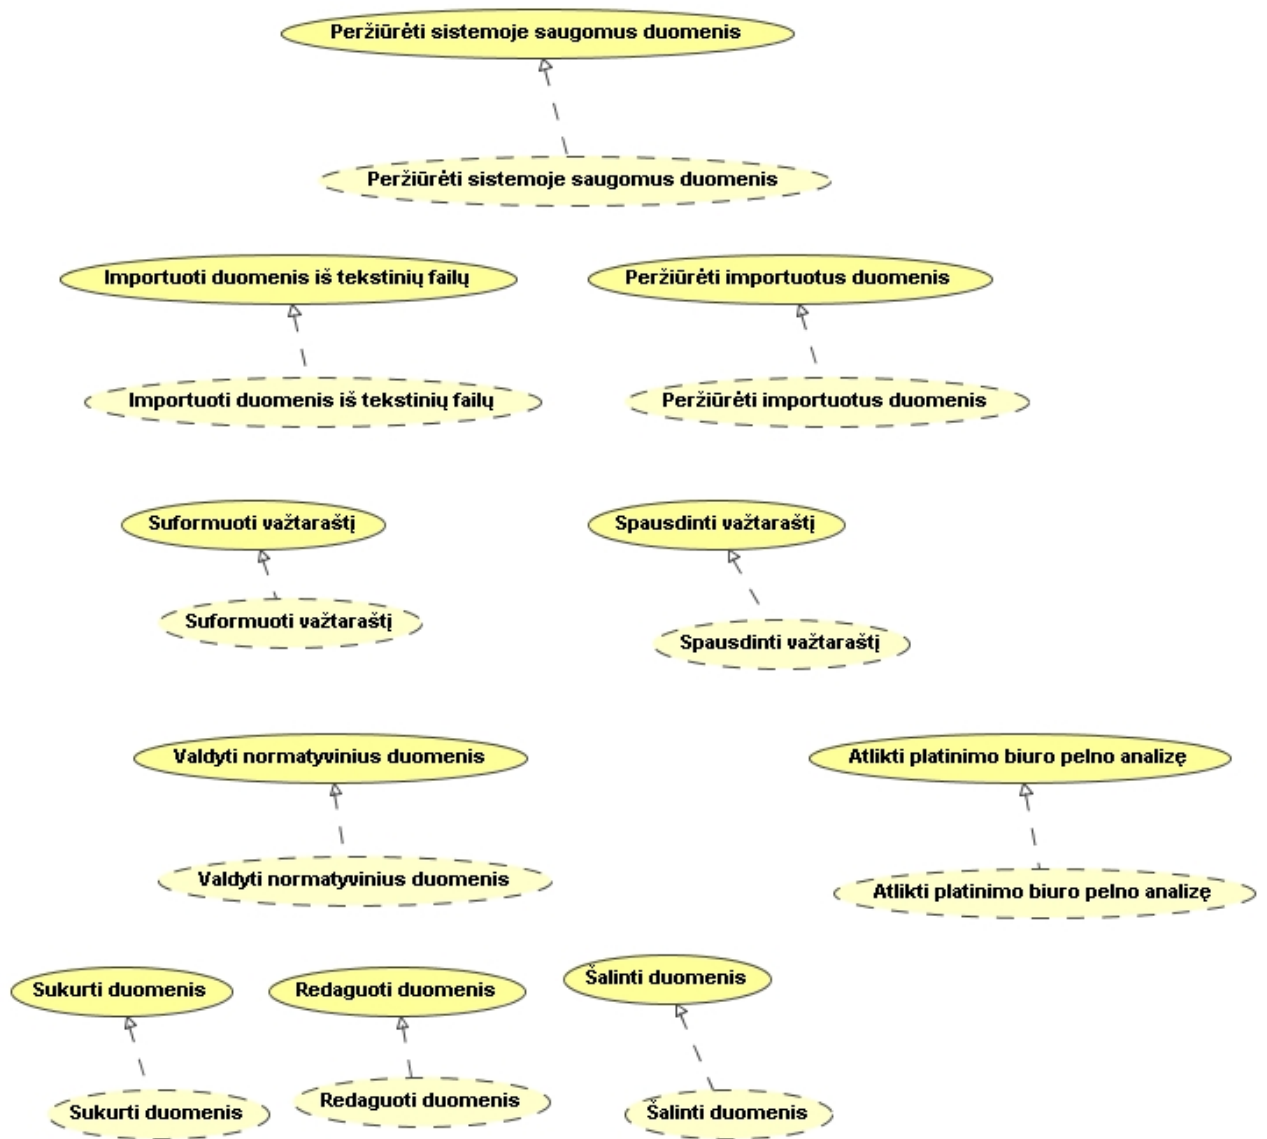 Peržiūrėti sistemoje saugomus duomenis
Peržiūrėti sistemoje saugomus duomenis
Importuoti duomenis iš tekstinių failų
Peržiūrėti importuotus duomenis
Importuoti duomenis iš tekstinių failų
Peržiūrėti importuotus duomenis
Suformuoti važtaraštį
Spausdinti važtaraštį
Suformuoti važtaraštį
Spausdinti važtaraštį
Valdyti normatyvinius duomenis
Atlikti platinimo biuro pelno analizę
Valdyti normatyvinius duomenis
Atlikti platinimo biuro pelno analizę
Sukurti duomenis
Redaguoti duomenis
Šalinti duomenis
Sukurti duomenis
Redaguoti duomenis
Šalinti duomenis